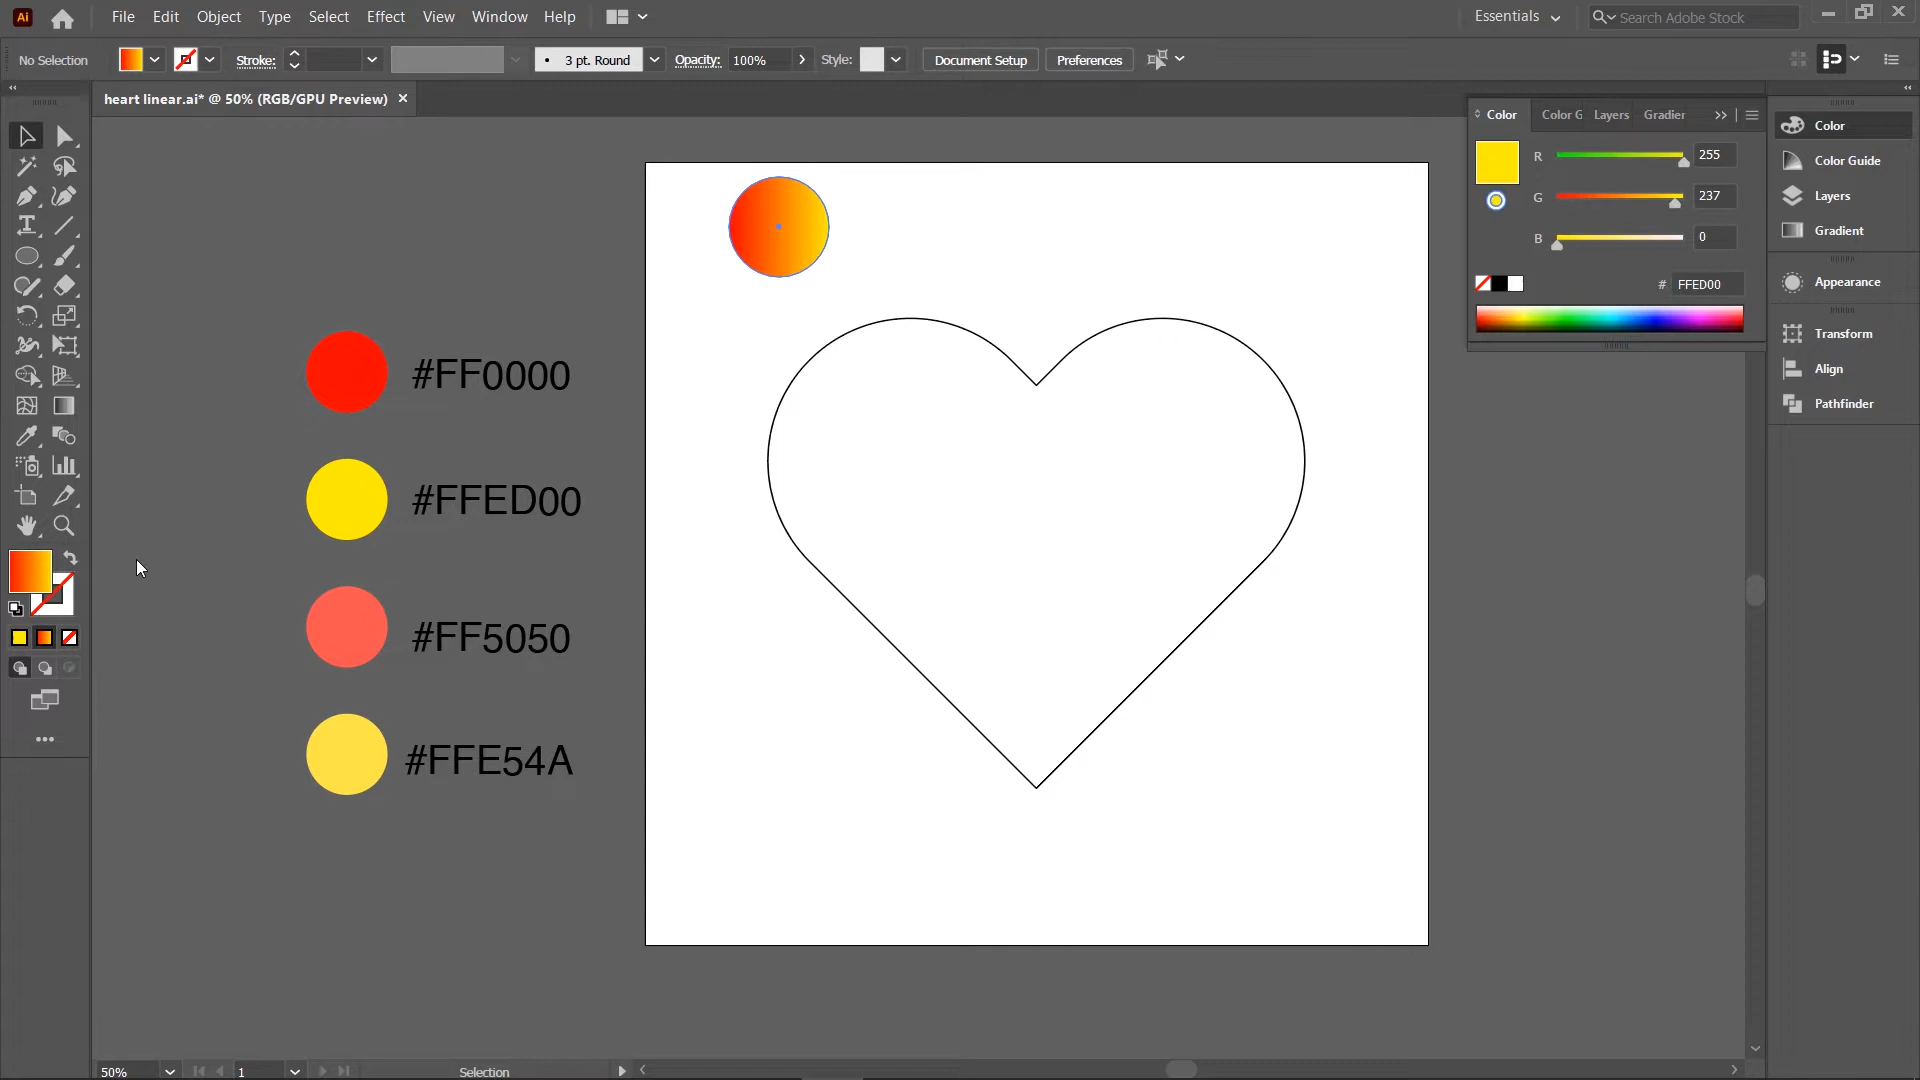 Ai File Edit Object Type Select Effect View Window Help Essentials Search Adobe Stock
No Selection Stroke: 3 pt. Round Opacity: 100% Style: Document Setup Preferences
heart linear.ai* @ 50% (RGB/GPU Preview)
Color Color G Layers Gradier
R 255
G 237
B 0
# FFED00
Color
Color Guide
Layers
Gradient
Appearance
Transform
Align
Pathfinder
#FF0000
#FFED00
#FF5050
#FFE54A
50% 1 Selection